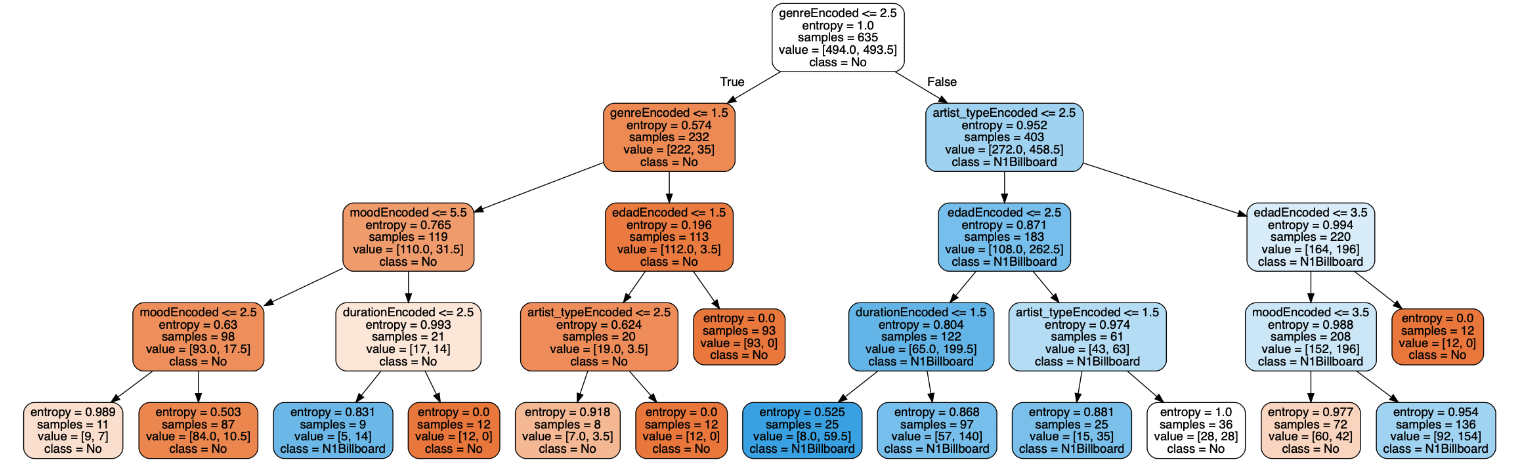 genreEncoded <= 2.5
entropy = 1.0
samples = 635
value = [494.0, 493.5]
class = No
True
False
genreEncoded <= 1.5
entropy = 0.574
samples = 232
value = [222, 35]
class = No
artist_typeEncoded <= 2.5
entropy = 0.952
samples = 403
value = [272.0, 458.5]
class = N1Billboard
moodEncoded <= 5.5
entropy = 0.765
samples = 119
value = [110.0, 31.5]
class = No
edadEncoded <= 1.5
entropy = 0.196
samples = 113
value = [112.0, 3.5]
class = No
edadEncoded <= 2.5
entropy = 0.871
samples = 183
value = [108.0, 262.5]
class = N1Billboard
edadEncoded <= 3.5
entropy = 0.994
samples = 220
value = [164, 196]
class = N1Billboard
moodEncoded <= 2.5
entropy = 0.63
samples = 98
value = [93.0, 17.5]
class = No
durationEncoded <= 2.5
entropy = 0.993
samples = 21
value = [17, 14]
class = No
artist_typeEncoded <= 2.5
entropy = 0.624
samples = 20
value = [19.0, 3.5]
class = No
entropy = 0.0
samples = 93
value = [93, 0]
class = No
durationEncoded <= 1.5
entropy = 0.804
samples = 122
value = [65.0, 199.5]
class = N1Billboard
artist_typeEncoded <= 1.5
entropy = 0.974
samples = 61
value = [43, 63]
class = N1Billboard
moodEncoded <= 3.5
entropy = 0.988
samples = 208
value = [152, 196]
class = N1Billboard
entropy = 0.0
samples = 12
value = [12, 0]
class = No
entropy = 0.989
samples = 11
value = [9, 7]
class = No
entropy = 0.503
samples = 87
value = [84.0, 10.5]
class = No
entropy = 0.831
samples = 9
value = [5, 14]
class = N1Billboard
entropy = 0.0
samples = 12
value = [12, 0]
class = No
entropy = 0.918
samples = 8
value = [7.0, 3.5]
class = No
entropy = 0.0
samples = 12
value = [12, 0]
class = No
entropy = 0.525
samples = 25
value = [8.0, 59.5]
class = N1Billboard
entropy = 0.868
samples = 97
value = [57, 140]
class = N1Billboard
entropy = 0.881
samples = 25
value = [15, 35]
class = N1Billboard
entropy = 1.0
samples = 36
value = [28, 28]
class = No
entropy = 0.977
samples = 72
value = [60, 42]
class = No
entropy = 0.954
samples = 136
value = [92, 154]
class = N1Billboard